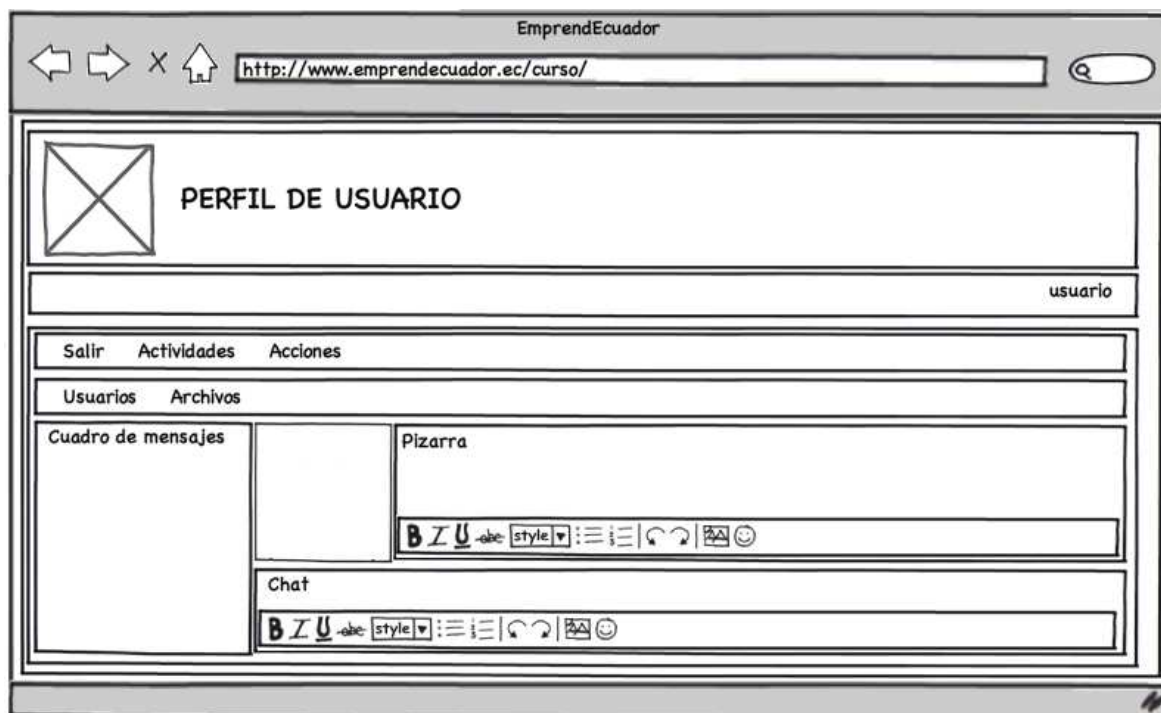 EmprendEcuador
http://www.emprendecuador.ec/curso/
PERFIL DE USUARIO
usuario
Salir Actividades Acciones
Usuarios Archivos
Cuadro de mensajes
Pizarra
B I U abc style
Chat
B I U abc style